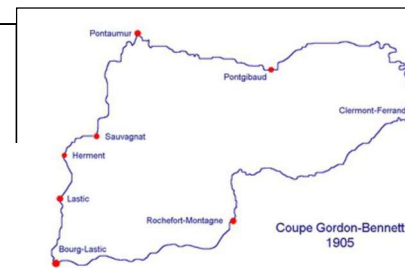 Pontaumur
Pontgibaud
Clermont-Ferrand
Sauvagnat
Herment
Lastic
Rochefort-Montagne
Bourg-Lastic
Coupe Gordon-Bennett
1905